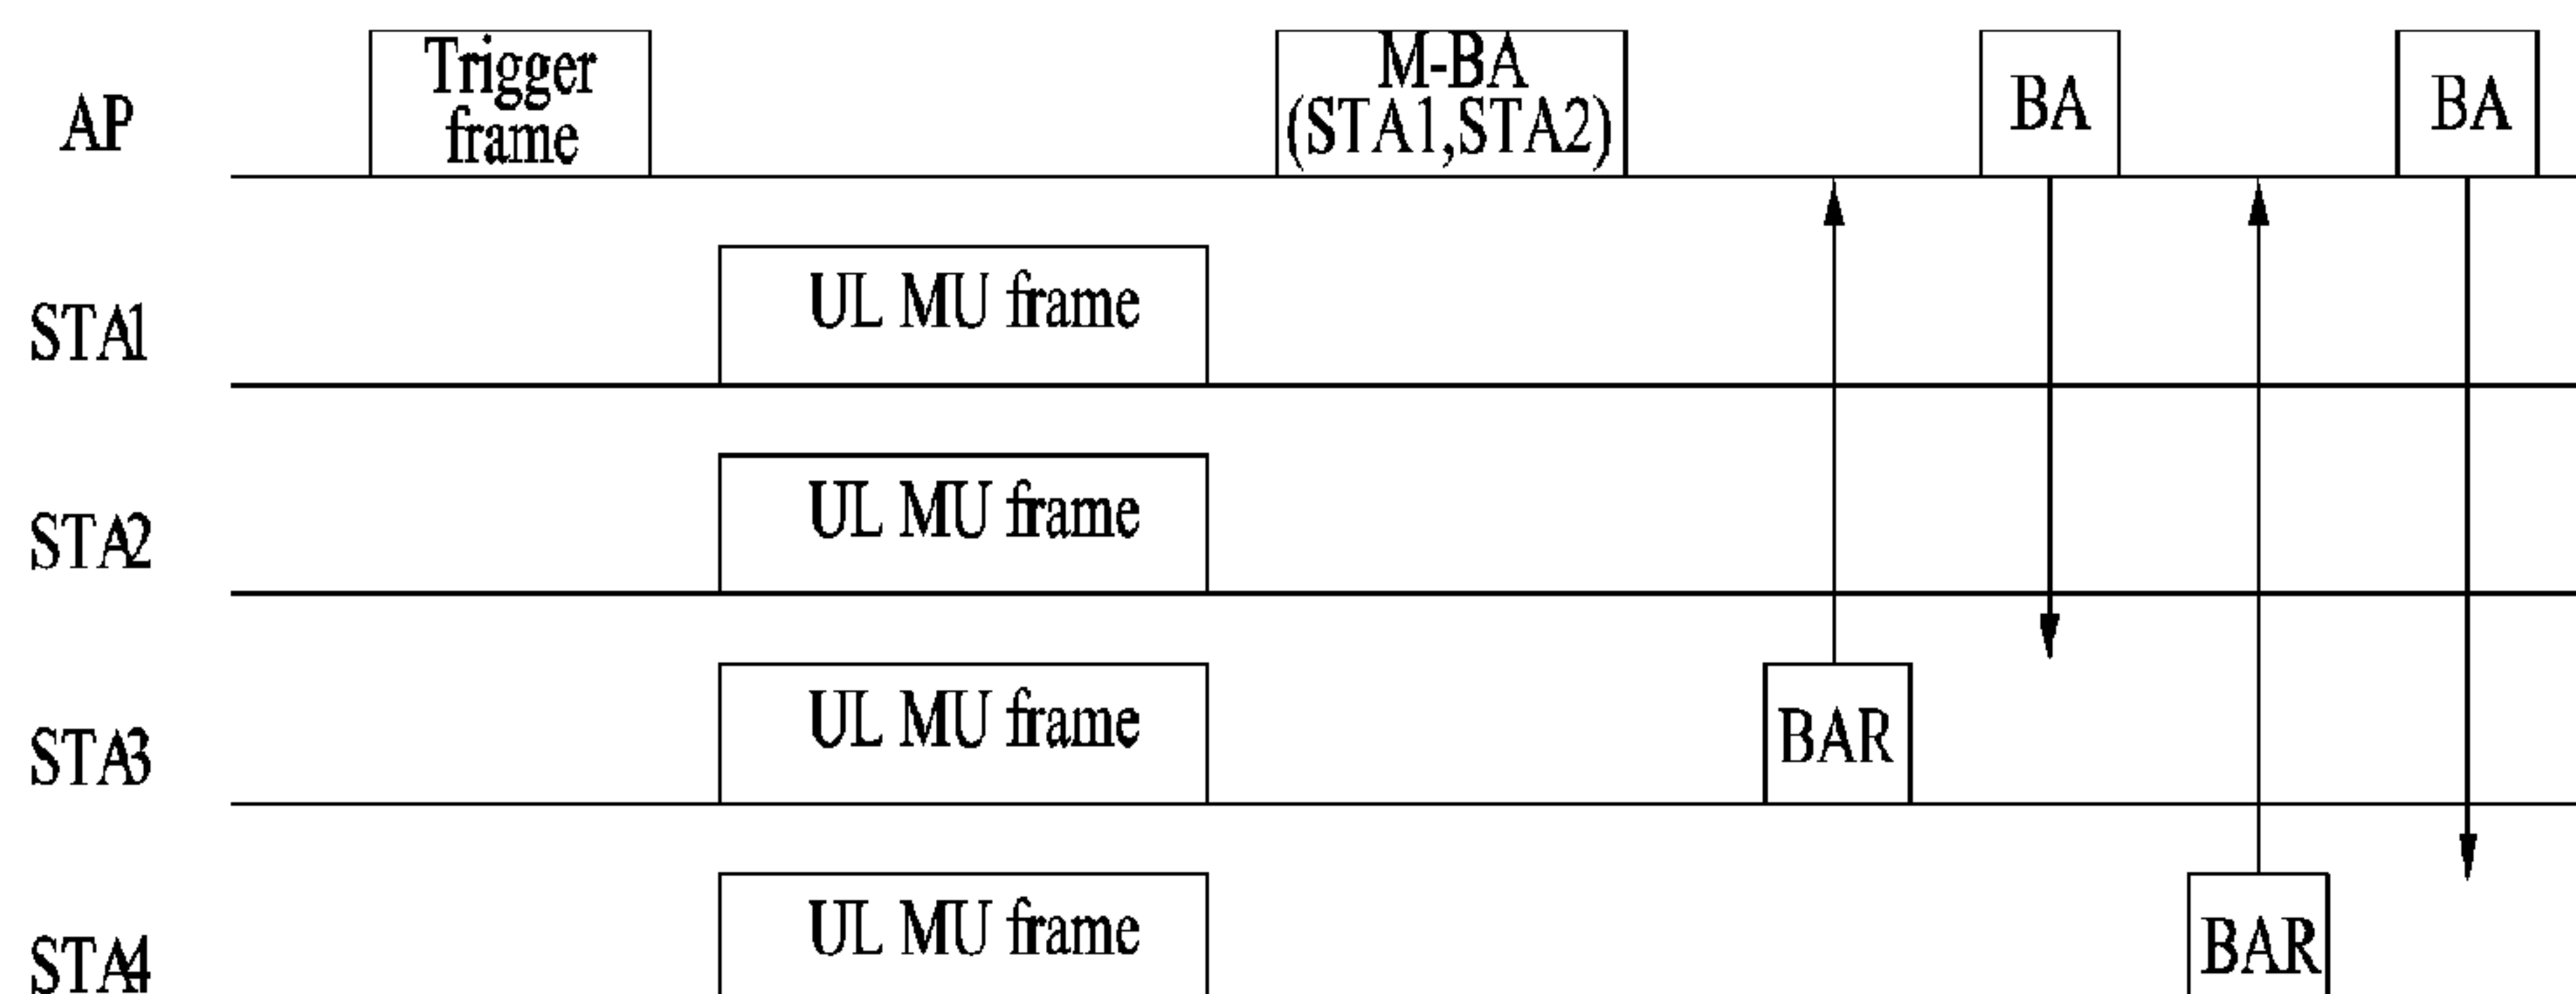 Trigger
frame
M-BA
(STA1,STA2)
BA
BA
AP
UL MU frame
STA1
UL MU frame
STA2
UL MU frame
BAR
STA3
UL MU frame
BAR
STA4